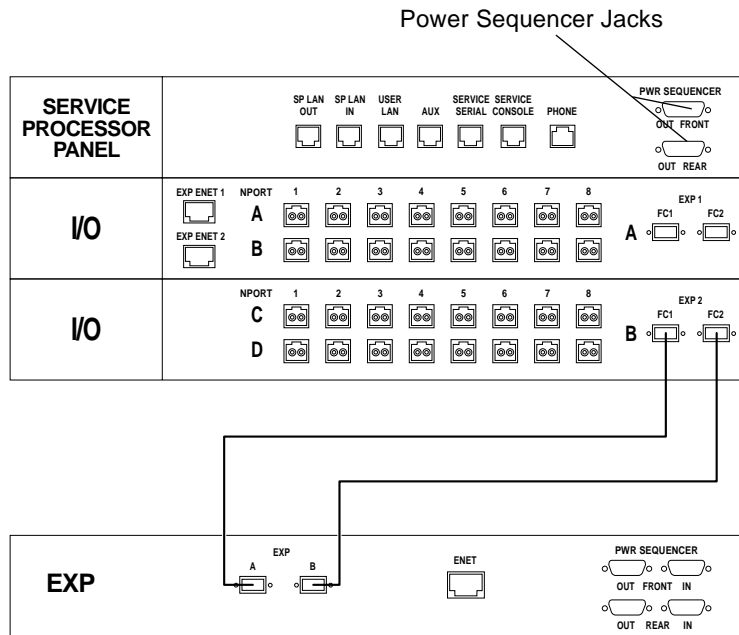 Power Sequencer Jacks
SERVICE
PROCESSOR
PANEL
SP LAN
OUT
SP LAN
IN
USER
LAN
AUX
SERVICE
SERIAL
SERVICE
CONSOLE
PHONE
PWR SEQUENCER
OUT FRONT
OUT REAR
I/O
EXP ENET 1
EXP ENET 2
NPORT 1 2 3 4 5 6 7 8
A
B
EXP 1
FC1 FC2
A
I/O
NPORT 1 2 3 4 5 6 7 8
C
D
EXP 2
FC1 FC2
B
EXP
EXP
A B
ENET
PWR SEQUENCER
OUT FRONT IN
OUT REAR IN